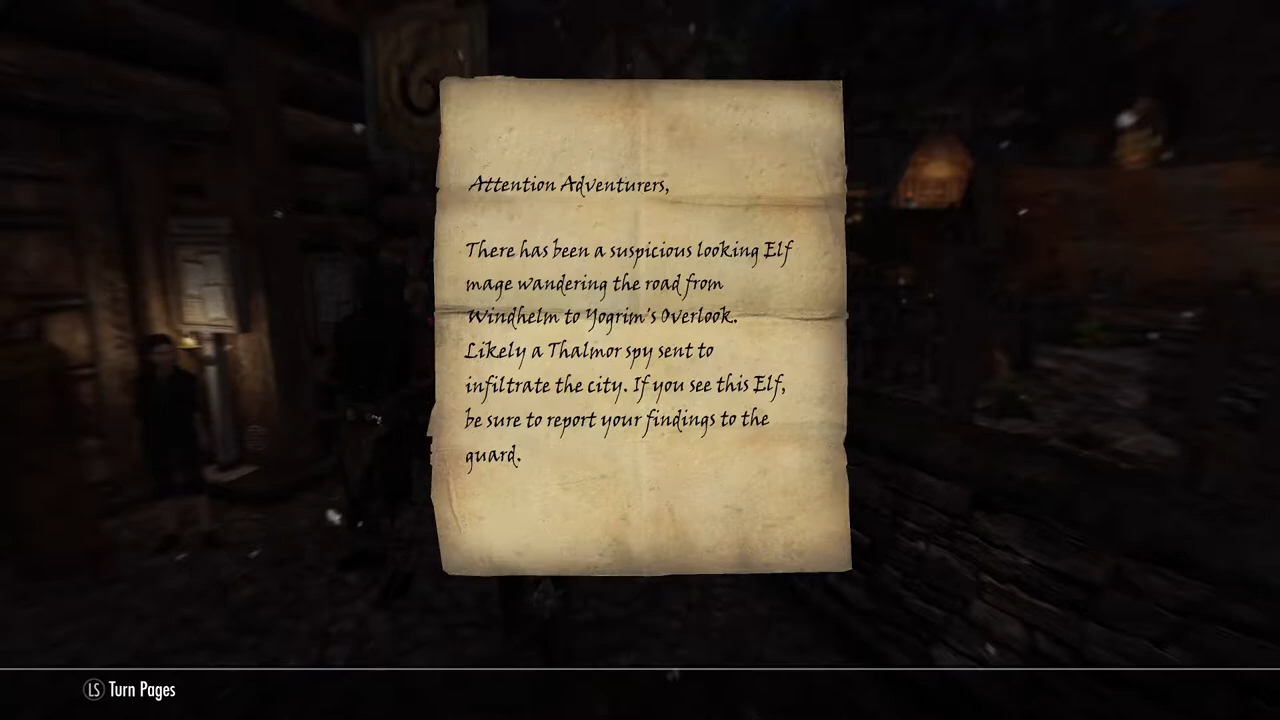 Attention Adventurers,
There has been a suspicious looking Elf
mage wandering the road from
Windhelm to Yogrim's Overlook.
Likely a Thalmor spy sent to
infiltrate the city. If you see this Elf,
be sure to report your findings to the
guard.
LS Turn Pages